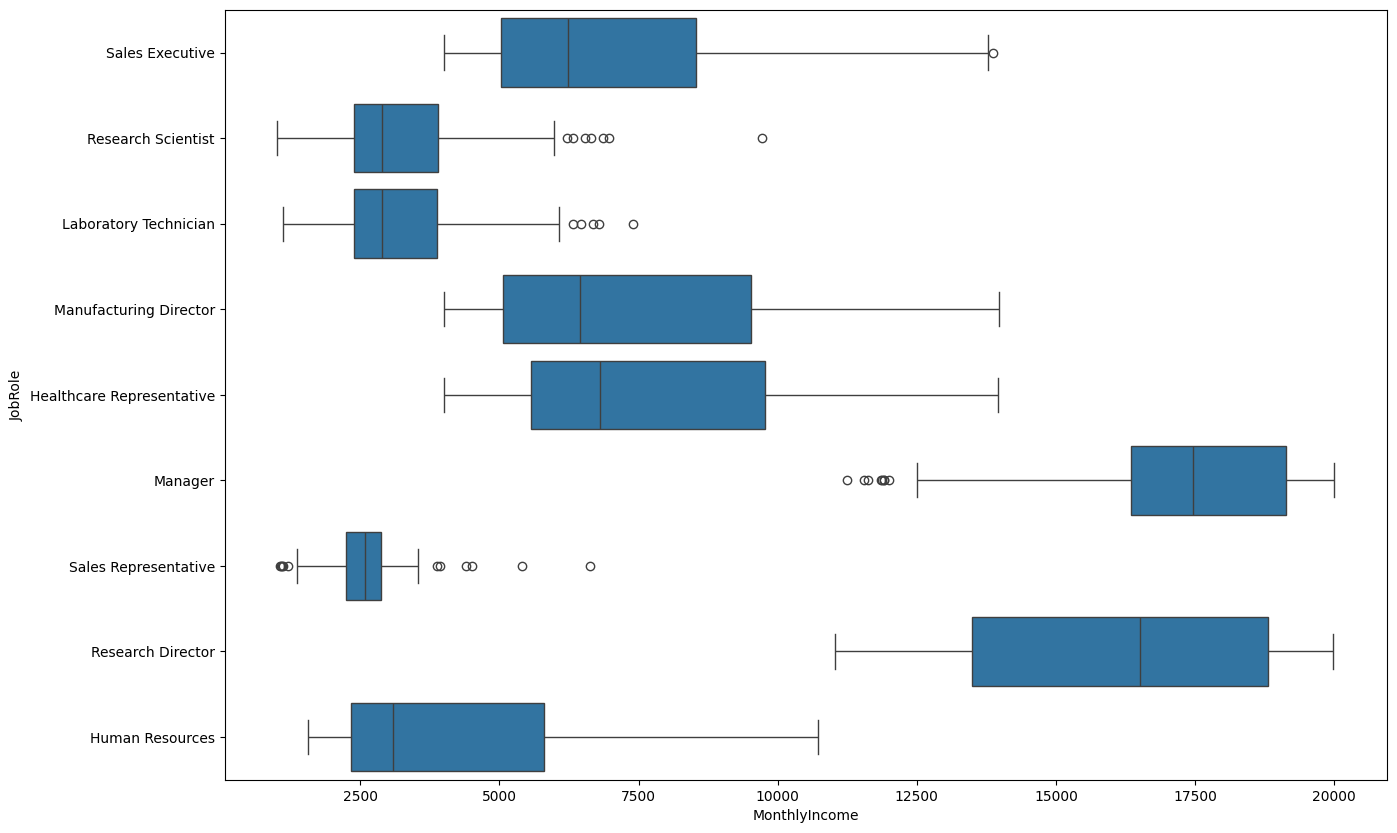 Sales Executive
Research Scientist
Laboratory Technician
Manufacturing Director
Healthcare Representative
Manager
Sales Representative
Research Director
Human Resources
JobRole
2500 5000 7500 10000 12500 15000 17500 20000
MonthlyIncome